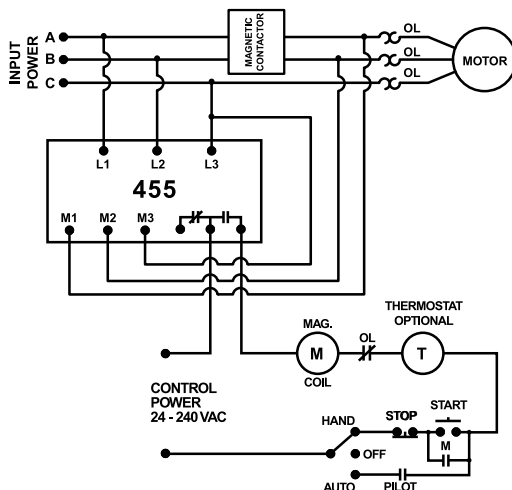 INPUT
POWER
A
B
C
MAGNETIC
CONTACTOR
OL
OL
OL
MOTOR
L1
L2
L3
455
M1
M2
M3
MAG.
M
COIL
OL
THERMOSTAT
OPTIONAL
T
CONTROL
POWER
24 - 240 VAC
HAND
STOP
START
M
OFF
AUTO
PILOT